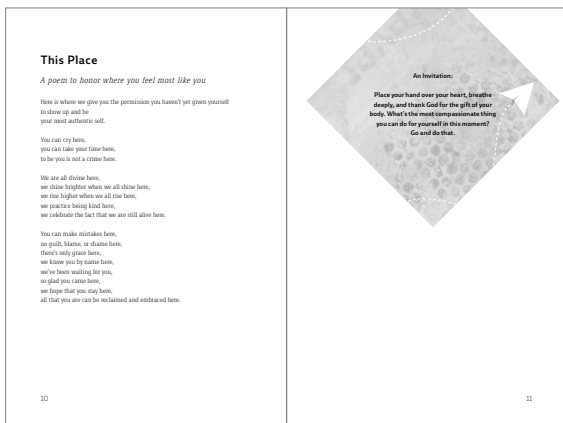 This Place
A poem to honor where you feel most like you
Here is where we give you the permission you haven't yet given yourself
to show up and be
your most authentic self.
You can cry here,
you can take your time here,
to be you is not a crime here.
We are all divine here,
we shine brighter when we all shine here,
we rise higher when we all rise here,
we practice being kind here,
we celebrate the fact that we are still alive here.
You can make mistakes here,
no guilt, blame, or shame here,
there's only grace here,
we know you by name here,
we've been waiting for you,
so glad you came here,
we hope that you stay here,
all that you are can be reclaimed and embraced here.
10
An Invitation:
Place your hand over your heart, breathe
deeply, and thank God for the gift of your
body. What's the most compassionate thing
you can do for yourself in this moment?
Go and do that.
11